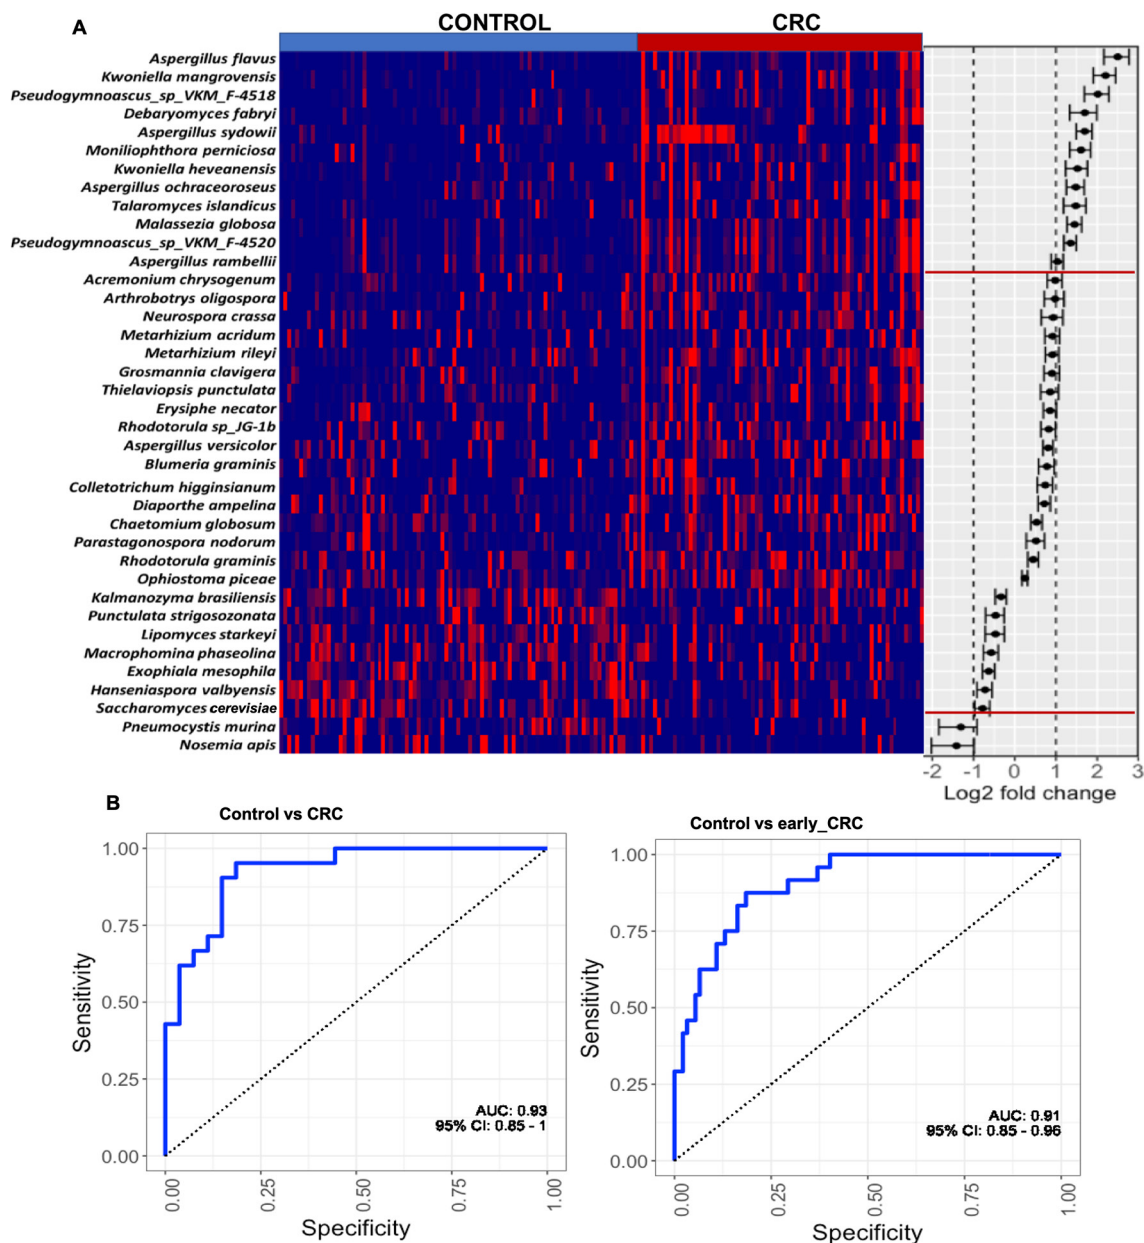 A
CONTROL
CRC
Aspergillus flavus
Kwoniella mangrovensis
Pseudogymnoascus_sp_VKM_F-4518
Debaryomyces fabryi
Aspergillus sydowii
Moniliophthora perniciosa
Kwoniella heveanensis
Aspergillus ochraceoroseus
Talaromyces islandicus
Malassezia globosa
Pseudogymnoascus_sp_VKM_F-4520
Aspergillus rambellii
Acremonium chrysogenum
Arthrobotrys oligospora
Neurospora crassa
Metarhizium acridum
Metarhizium rileyi
Grosmannia clavigera
Thielaviopsis punctulata
Erysiphe necator
Rhodotorula sp_JG-1b
Aspergillus versicolor
Blumeria graminis
Colletotrichum higginsianum
Diaporthe ampelina
Chaetomium globosum
Parastagonospora nodorum
Rhodotorula graminis
Ophiostoma piceae
Kalmanozyma brasiliensis
Punctulata strigosozonata
Lipomyces starkeyi
Macrophomina phaseolina
Exophiala mesophila
Hanseniaspora valbyensis
Saccharomyces cerevisiae
Pneumocystis murina
Nosemia apis
-2 -1 0 1 2 3
Log2 fold change
B
Control vs CRC
1.00
0.75
0.50
0.25
0.00
Sensitivity
AUC: 0.93
95% CI: 0.85 - 1
0.00 0.25 0.50 0.75 1.00
Specificity
Control vs early_CRC
1.00
0.75
0.50
0.25
0.00
Sensitivity
AUC: 0.91
95% CI: 0.85 - 0.96
0.00 0.25 0.50 0.75 1.00
Specificity